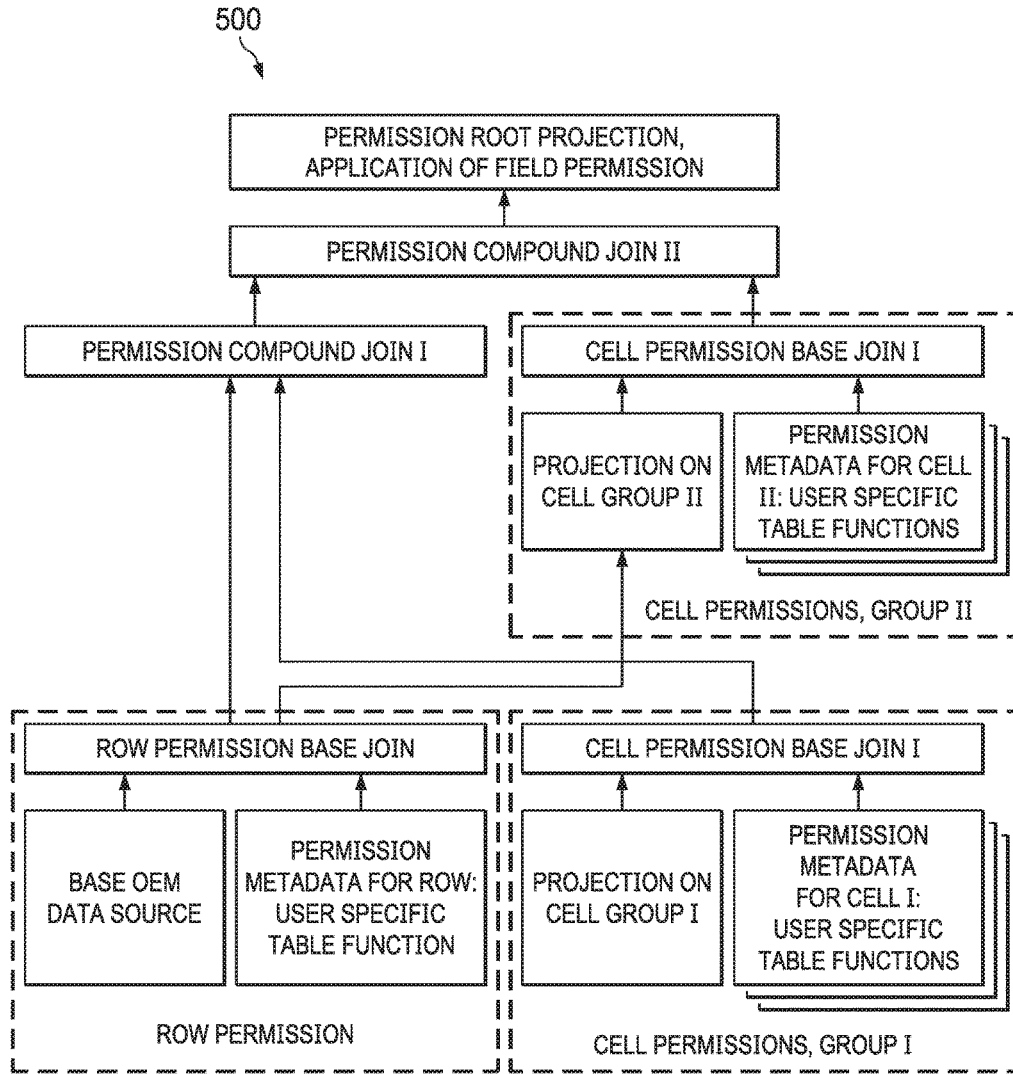 500
PERMISSION ROOT PROJECTION,
APPLICATION OF FIELD PERMISSION
PERMISSION COMPOUND JOIN II
PERMISSION COMPOUND JOIN I
CELL PERMISSION BASE JOIN I
PROJECTION ON
CELL GROUP II
PERMISSION
METADATA FOR CELL
II: USER SPECIFIC
TABLE FUNCTIONS
CELL PERMISSIONS, GROUP II
ROW PERMISSION BASE JOIN
BASE OEM
DATA SOURCE
PERMISSION
METADATA FOR ROW:
USER SPECIFIC
TABLE FUNCTION
ROW PERMISSION
CELL PERMISSION BASE JOIN I
PROJECTION ON
CELL GROUP I
PERMISSION
METADATA
FOR CELL I:
USER SPECIFIC
TABLE FUNCTIONS
CELL PERMISSIONS, GROUP I